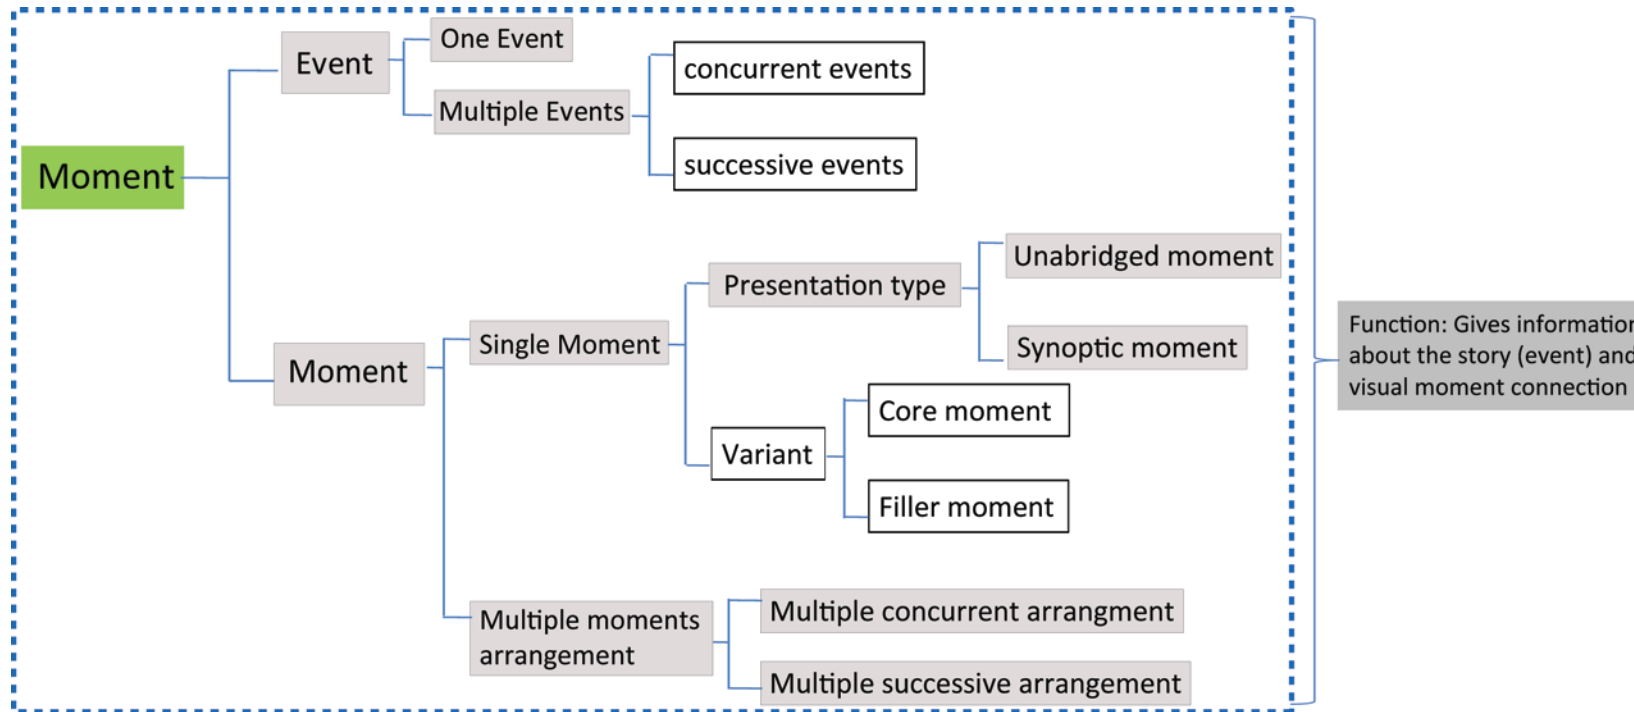 One Event
Event
concurrent events
Multiple Events
successive events
Moment
Unabridged moment
Presentation type
Synoptic moment
Single Moment
Moment
Core moment
Variant
Filler moment
Multiple concurrent arrangment
Multiple moments
arrangement
Multiple successive arrangement
Function: Gives information
about the story (event) and
visual moment connection